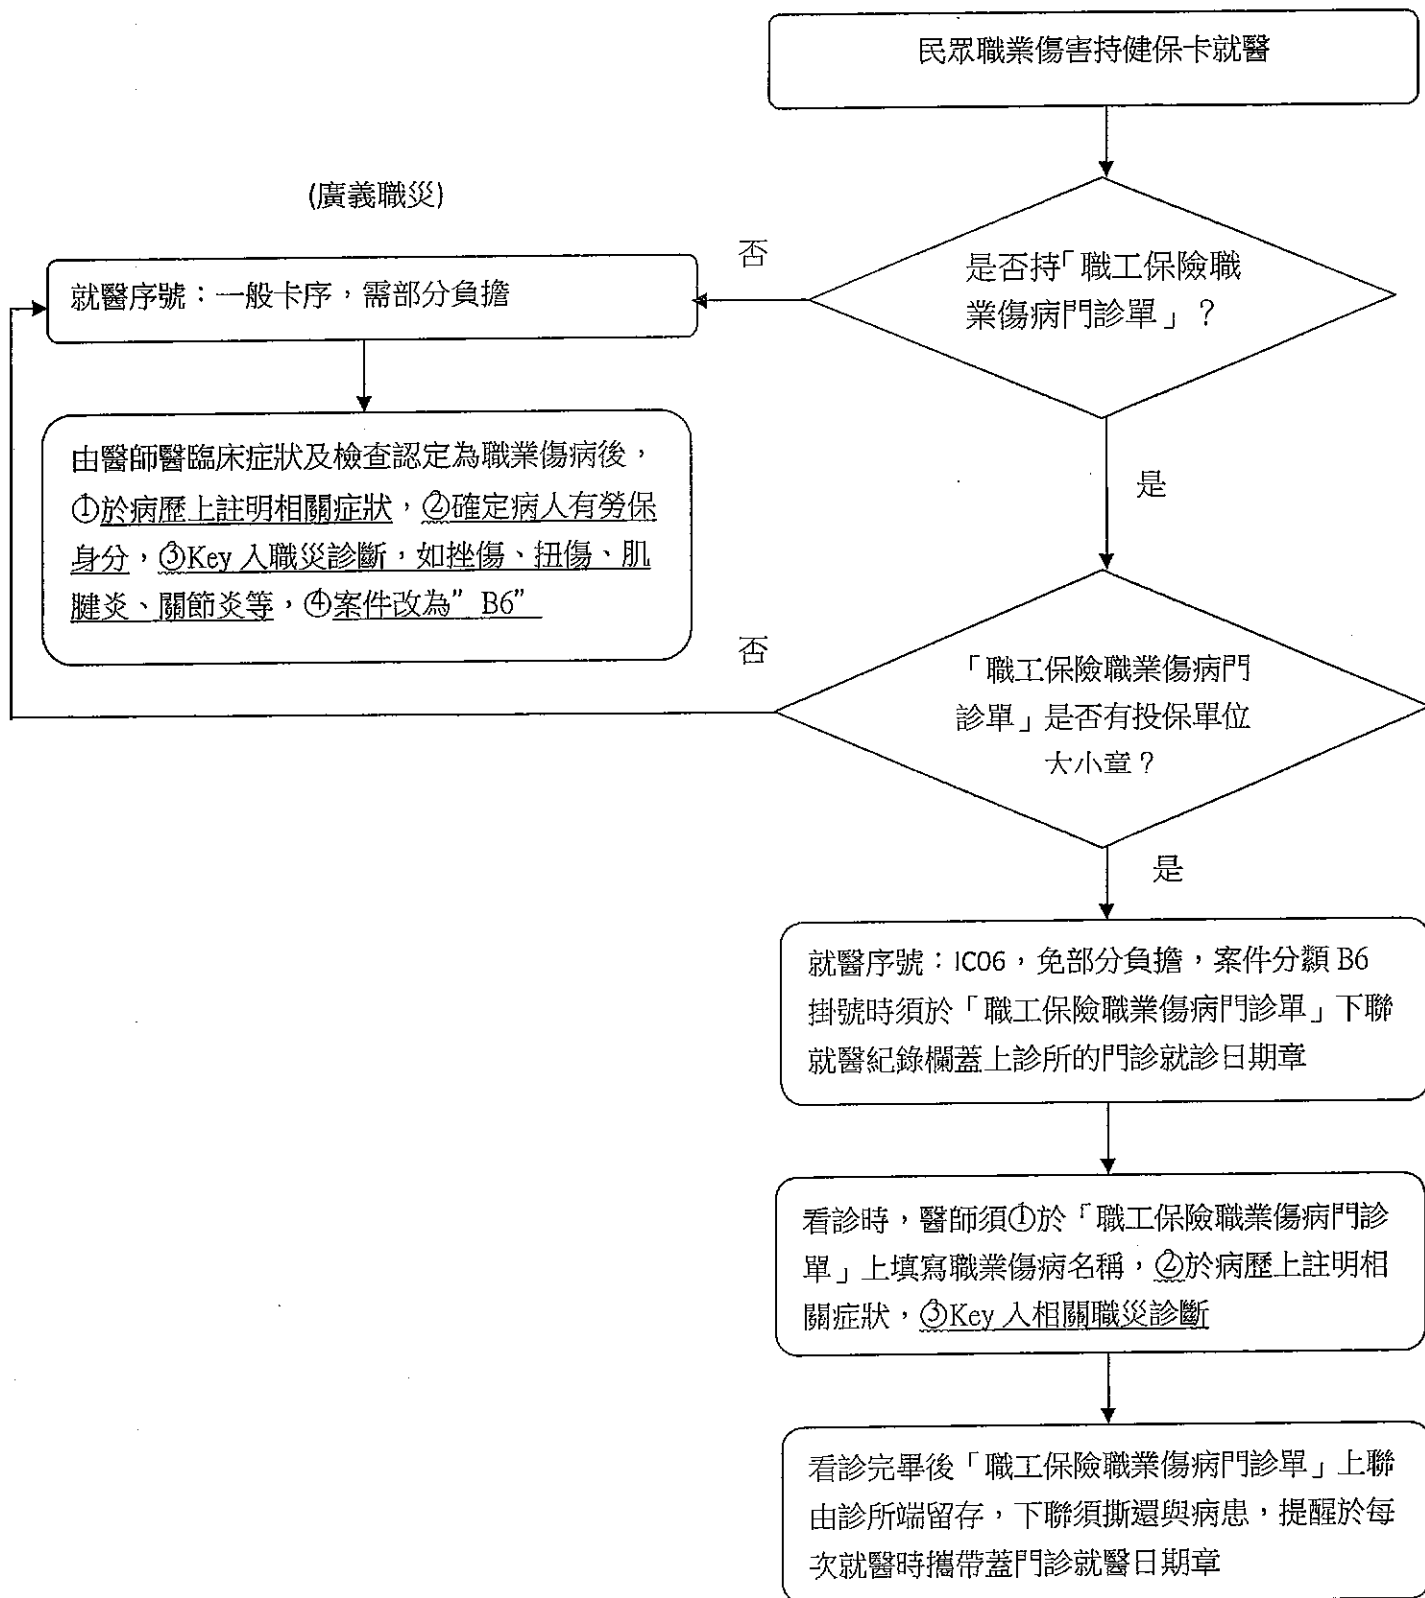 民眾職業傷害持健保卡就醫
(廣義職災)
否
是否持「職工保險職
業傷病門診單」？
就醫序號：一般卡序，需部分負擔
由醫師醫臨床症狀及檢查認定為職業傷病後，
①於病歷上註明相關症狀，②確定病人有勞保
身分，③Key 入職災診斷，如挫傷、扭傷、肌
腱炎、關節炎等，④案件改為” B6”
是
否
「職工保險職業傷病門
診單」是否有投保單位
大小章？
是
就醫序號：IC06，免部分負擔，案件分纇 B6
掛號時須於「職工保險職業傷病門診單」下聯
就醫紀錄欄蓋上診所的門診就診日期章
看診時，醫師須①於「職工保險職業傷病門診
單」上填寫職業傷病名稱，②於病歷上註明相
關症狀，③Key 入相關職災診斷
看診完畢後「職工保險職業傷病門診單」上聯
由診所端留存，下聯須撕還與病患，提醒於每
次就醫時攜帶蓋門診就醫日期章